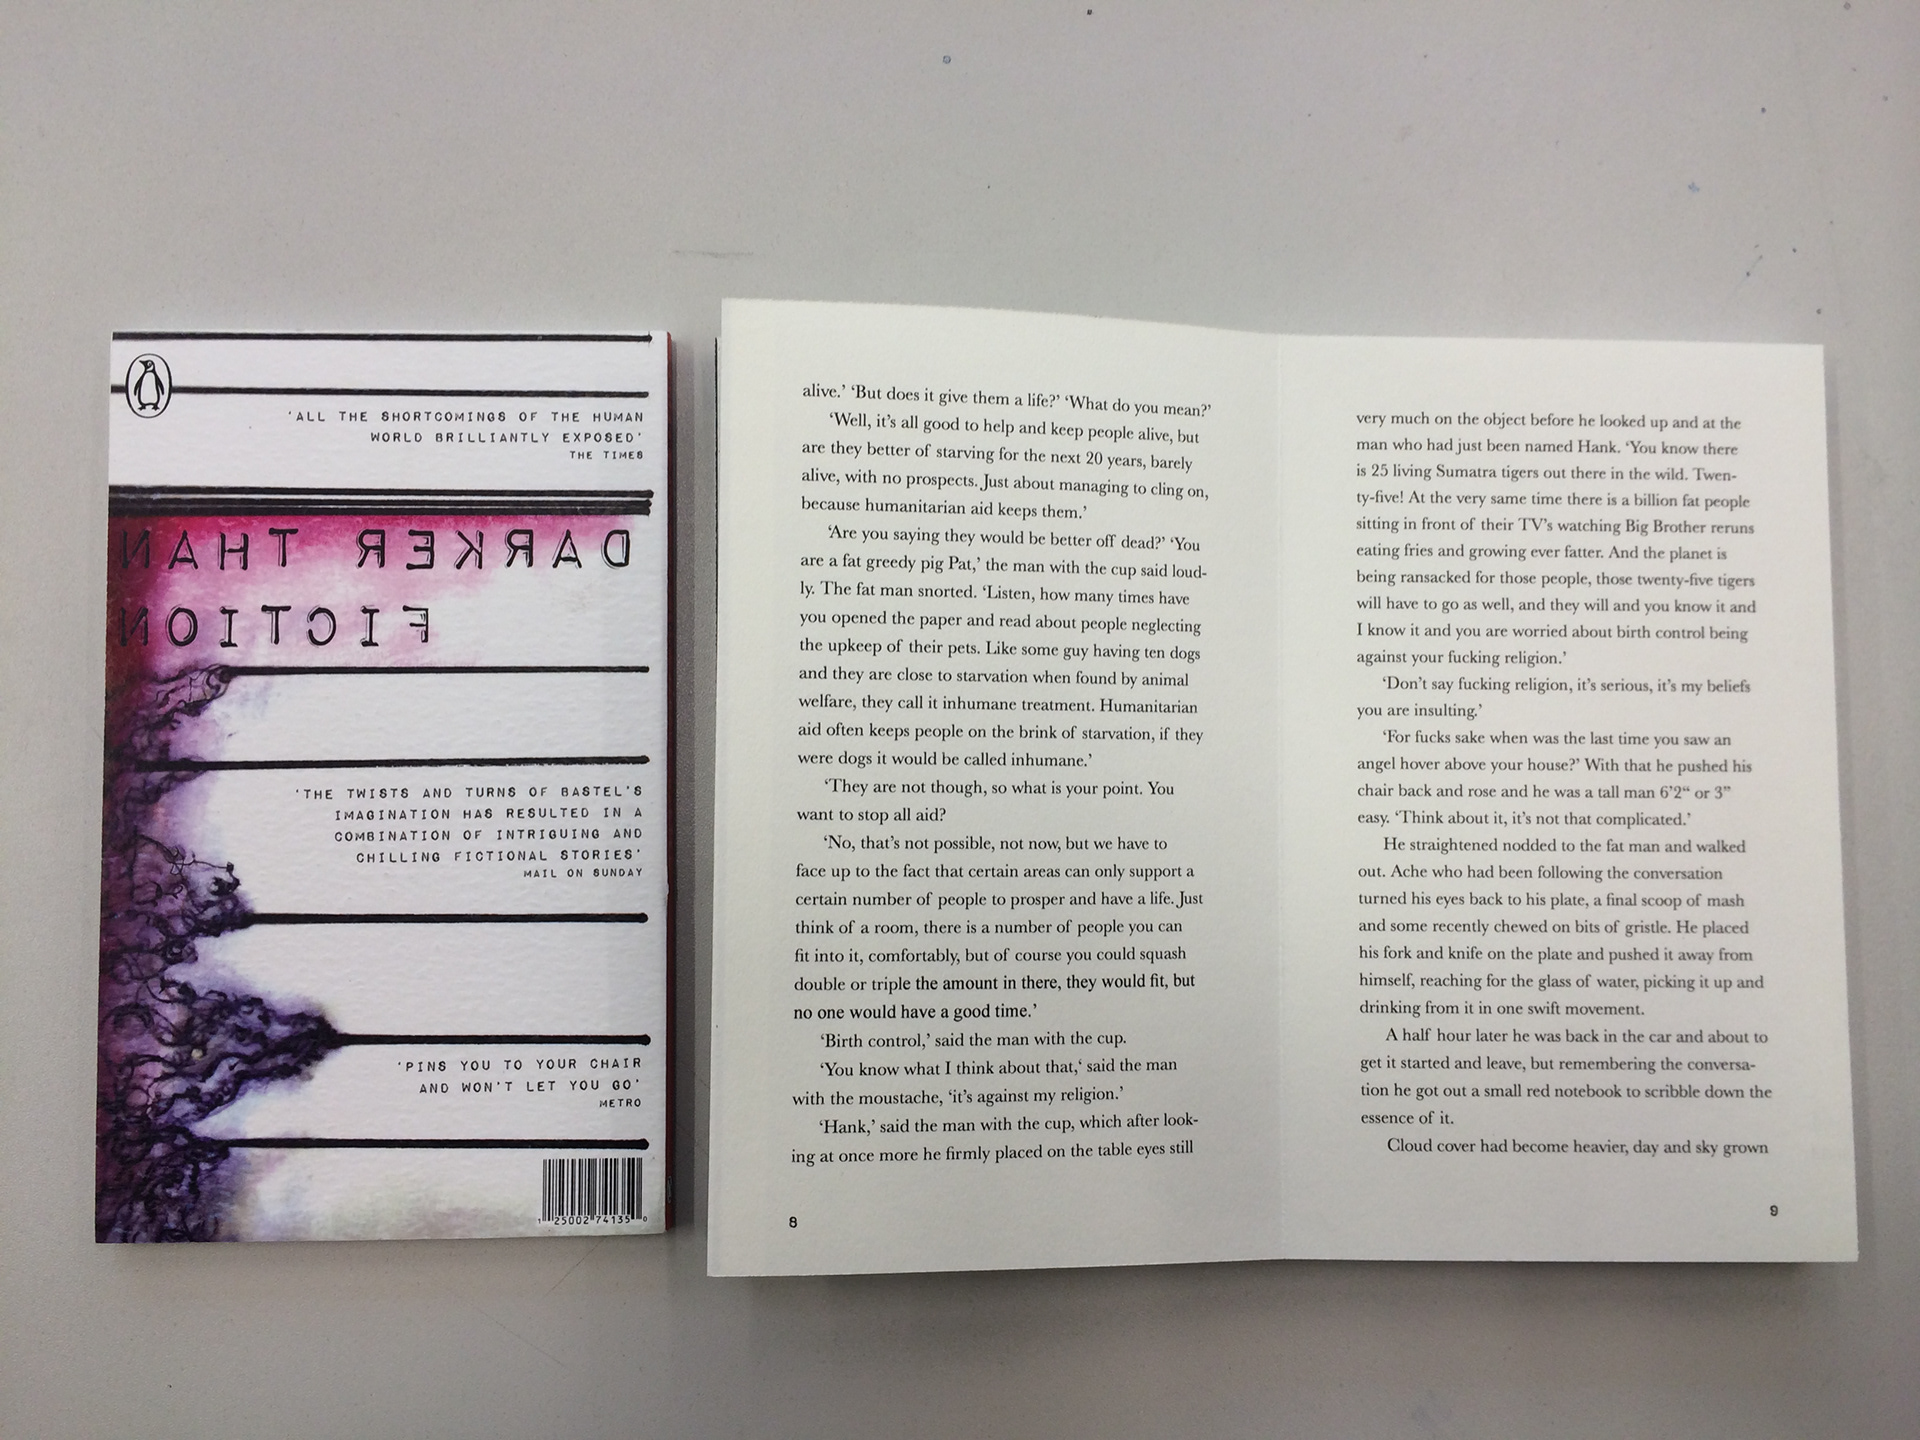 'ALL THE SHORTCOMINGS OF THE HUMAN
WORLD BRILLIANTLY EXPOSED'
THE TIMES
DARKER THAN
FICTION
'THE TWISTS AND TURNS OF BASTEL'S
IMAGINATION HAS RESULTED IN A
COMBINATION OF INTRIGUING AND
CHILLING FICTIONAL STORIES'
MAIL ON SUNDAY
'PINS YOU TO YOUR CHAIR
AND WON'T LET YOU GO'
METRO
1 25002 74135 0
alive.' 'But does it give them a life?' 'What do you mean?'
'Well, it's all good to help and keep people alive, but
are they better of starving for the next 20 years, barely
alive, with no prospects. Just about managing to cling on,
because humanitarian aid keeps them.'
'Are you saying they would be better off dead?' 'You
are a fat greedy pig Pat,' the man with the cup said loud-
ly. The fat man snorted. 'Listen, how many times have
you opened the paper and read about people neglecting
the upkeep of their pets. Like some guy having ten dogs
and they are close to starvation when found by animal
welfare, they call it inhumane treatment. Humanitarian
aid often keeps people on the brink of starvation, if they
were dogs it would be called inhumane.'
'They are not though, so what is your point. You
want to stop all aid?
'No, that's not possible, not now, but we have to
face up to the fact that certain areas can only support a
certain number of people to prosper and have a life. Just
think of a room, there is a number of people you can
fit into it, comfortably, but of course you could squash
double or triple the amount in there, they would fit, but
no one would have a good time.'
'Birth control,' said the man with the cup.
'You know what I think about that,' said the man
with the moustache, 'it's against my religion.'
'Hank,' said the man with the cup, which after look-
ing at once more he firmly placed on the table eyes still
8
very much on the object before he looked up and at the
man who had just been named Hank. 'You know there
is 25 living Sumatra tigers out there in the wild. Twen-
ty-five! At the very same time there is a billion fat people
sitting in front of their TV's watching Big Brother reruns
eating fries and growing ever fatter. And the planet is
being ransacked for those people, those twenty-five tigers
will have to go as well, and they will and you know it and
I know it and you are worried about birth control being
against your fucking religion.'
'Don't say fucking religion, it's serious, it's my beliefs
you are insulting.'
'For fucks sake when was the last time you saw an
angel hover above your house?' With that he pushed his
chair back and rose and he was a tall man 6'2“ or 3”
easy. 'Think about it, it's not that complicated.'
He straightened nodded to the fat man and walked
out. Ache who had been following the conversation
turned his eyes back to his plate, a final scoop of mash
and some recently chewed on bits of gristle. He placed
his fork and knife on the plate and pushed it away from
himself, reaching for the glass of water, picking it up and
drinking from it in one swift movement.
A half hour later he was back in the car and about to
get it started and leave, but remembering the conversa-
tion he got out a small red notebook to scribble down the
essence of it.
Cloud cover had become heavier, day and sky grown
9